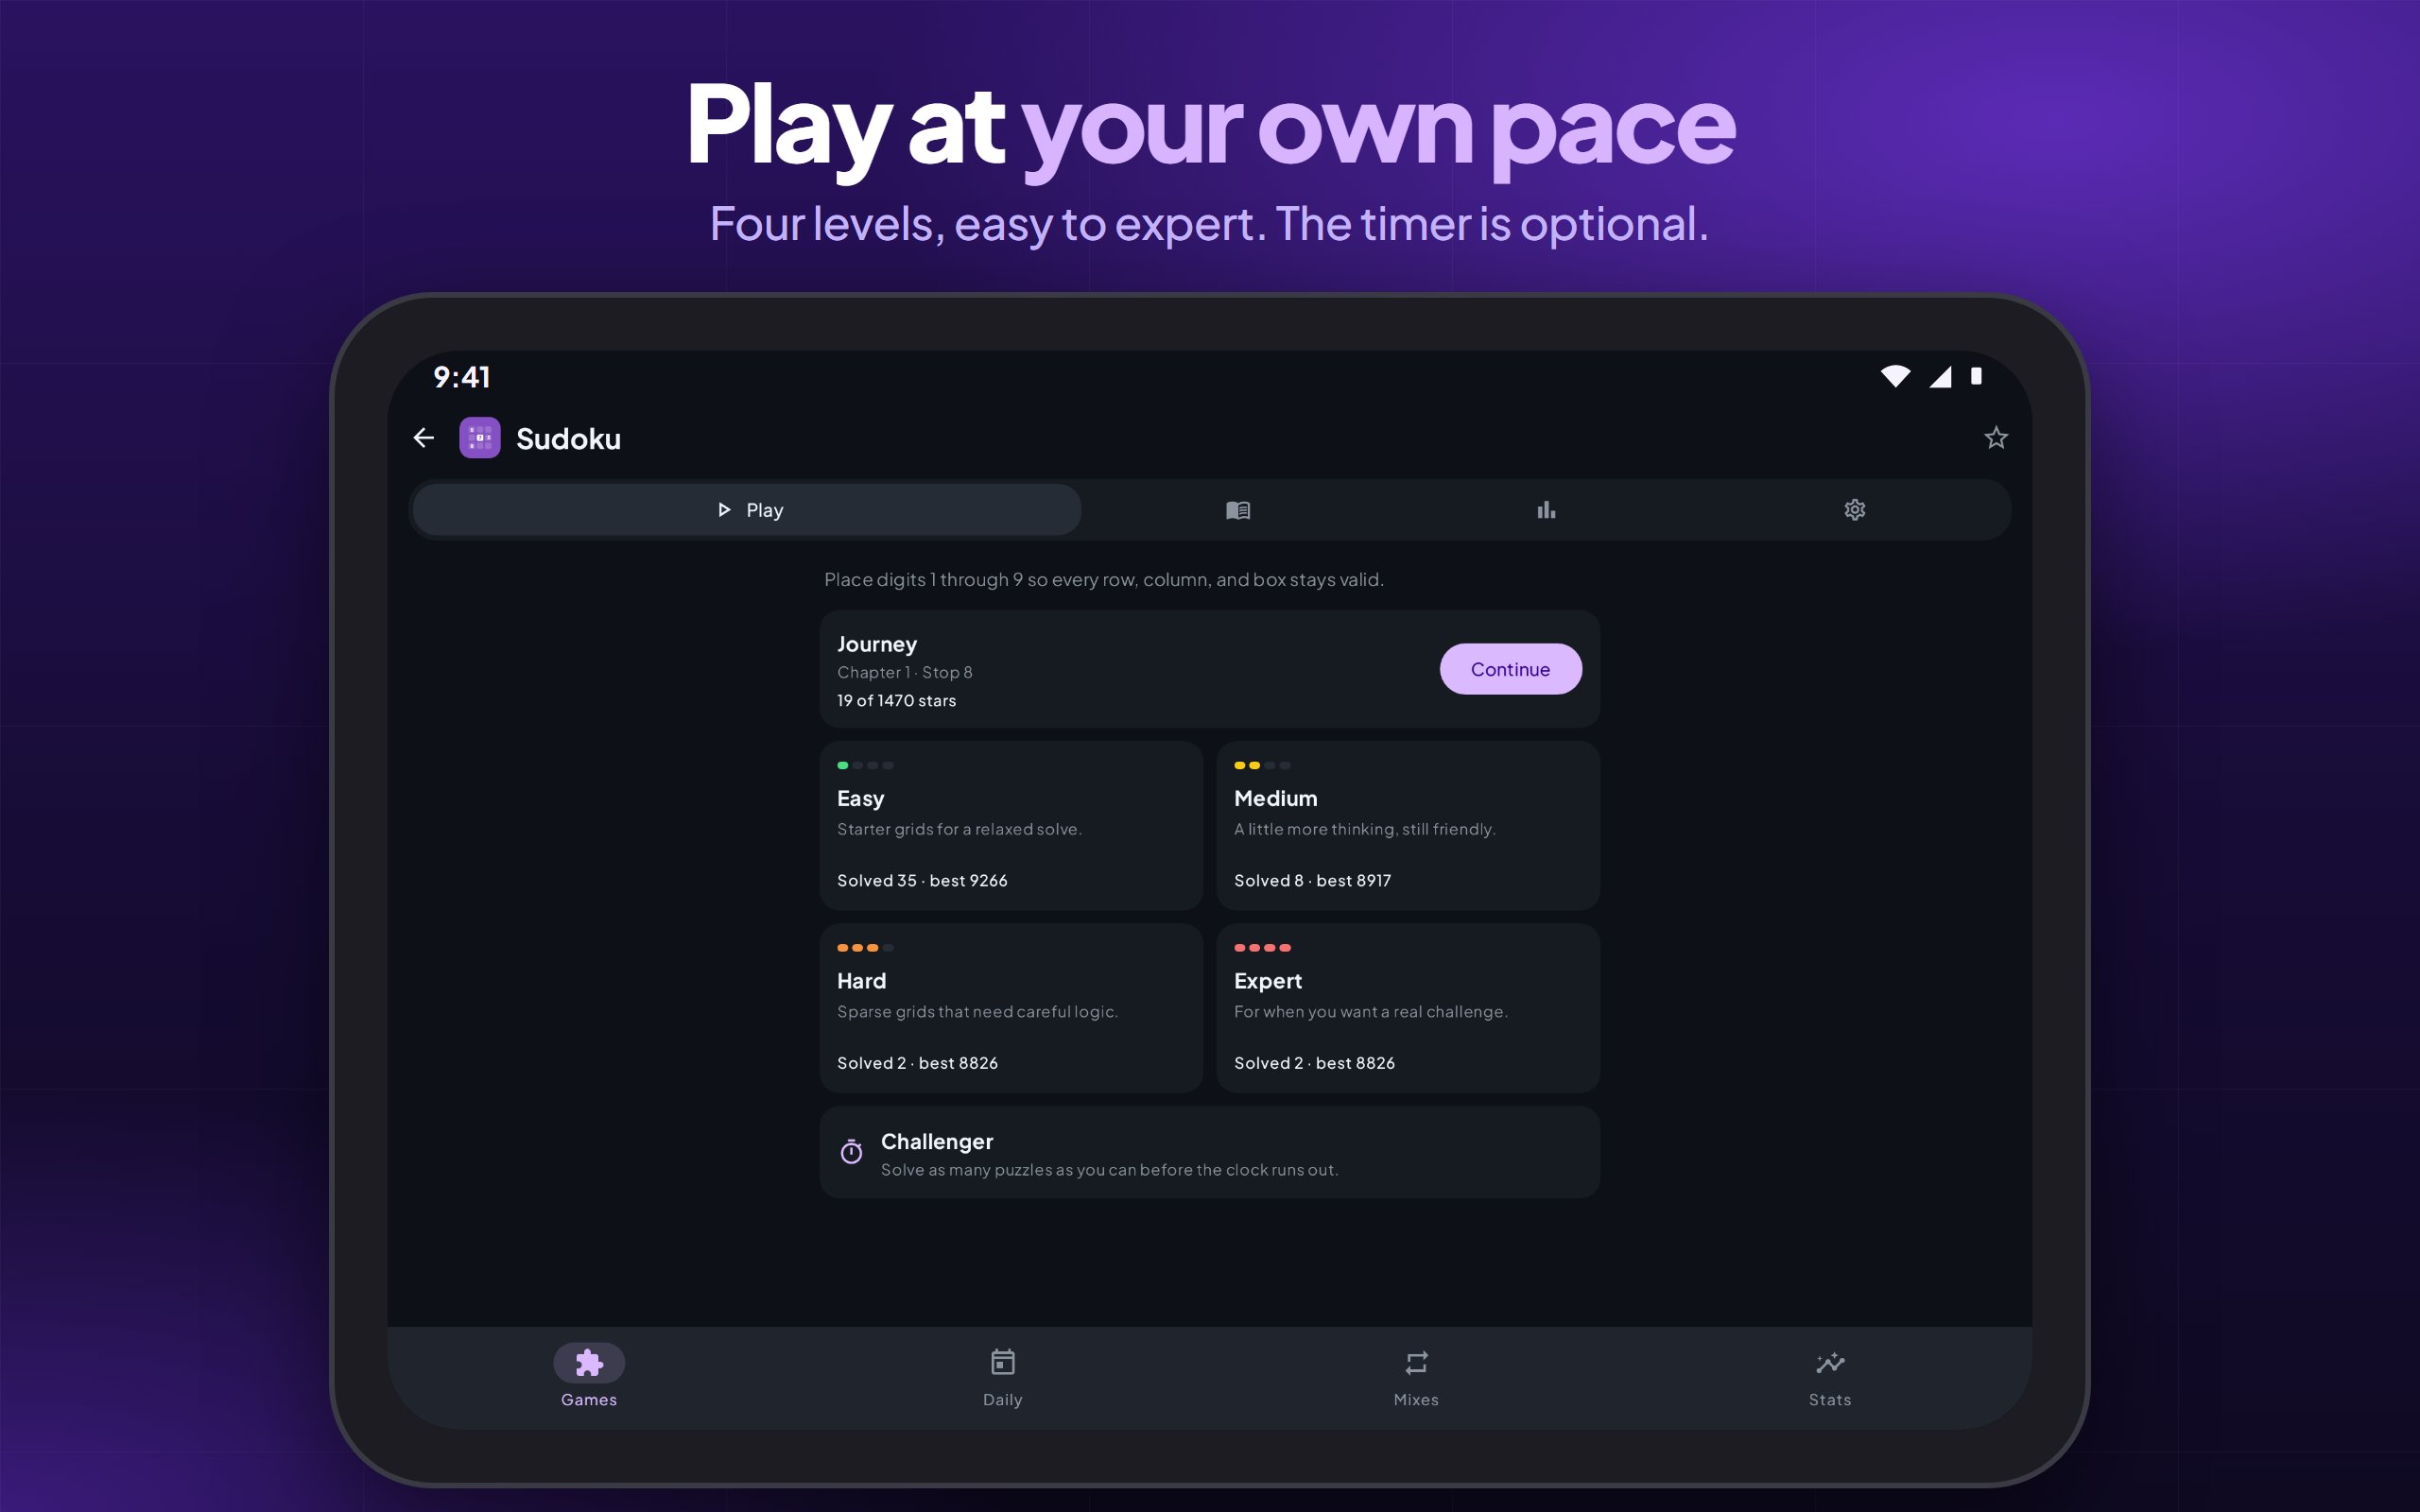 Play at your own pace
Four levels, easy to expert. The timer is optional.
9:41
Sudoku
Play
Place digits 1 through 9 so every row, column, and box stays valid.
Journey
Chapter 1 · Stop 8
19 of 1470 stars
Continue
Easy
Starter grids for a relaxed solve.
Solved 35 · best 9266
Medium
A little more thinking, still friendly.
Solved 8 · best 8917
Hard
Sparse grids that need careful logic.
Solved 2 · best 8826
Expert
For when you want a real challenge.
Solved 2 · best 8826
Challenger
Solve as many puzzles as you can before the clock runs out.
Games
Daily
Mixes
Stats